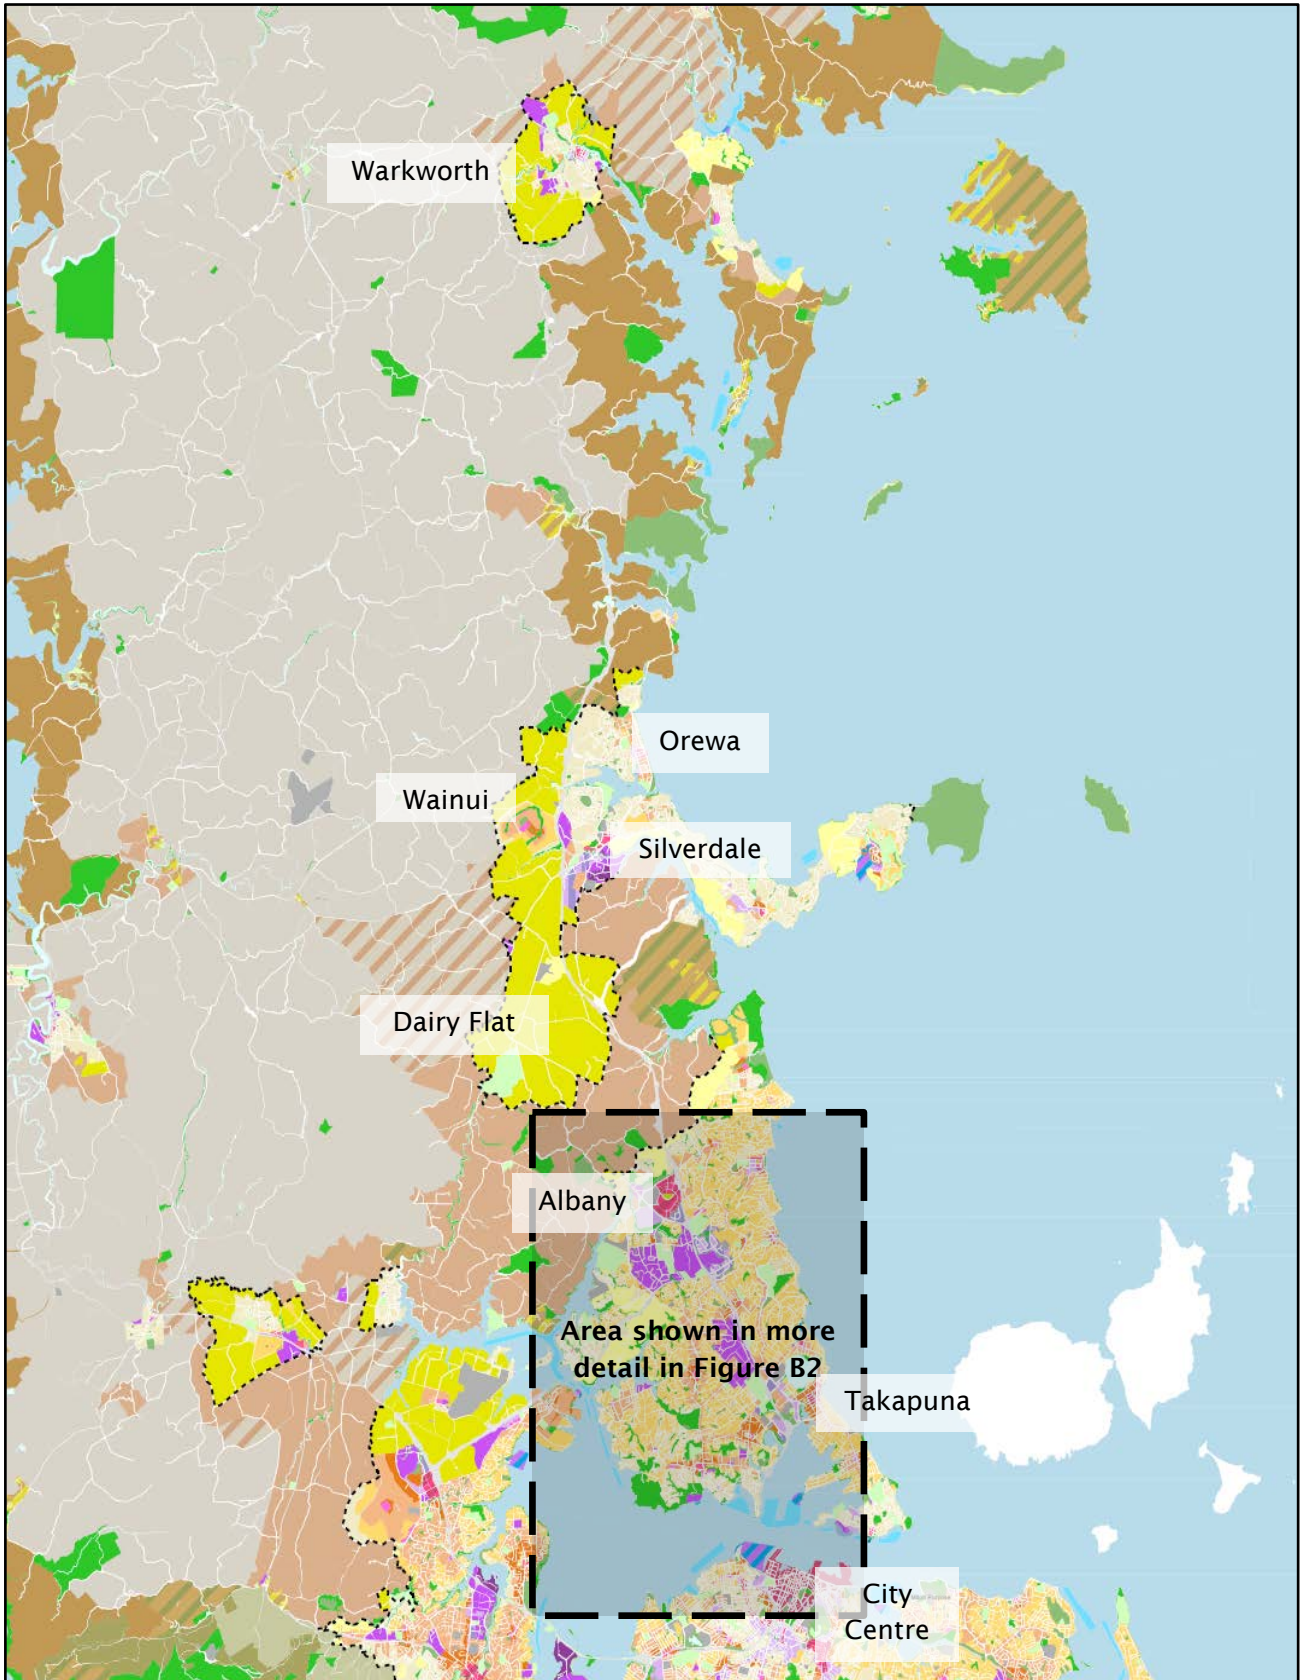 Warkworth
Orewa
Wainui
Silverdale
Dairy Flat
Albany
Area shown in more
detail in Figure B2
Takapuna
City
Centre